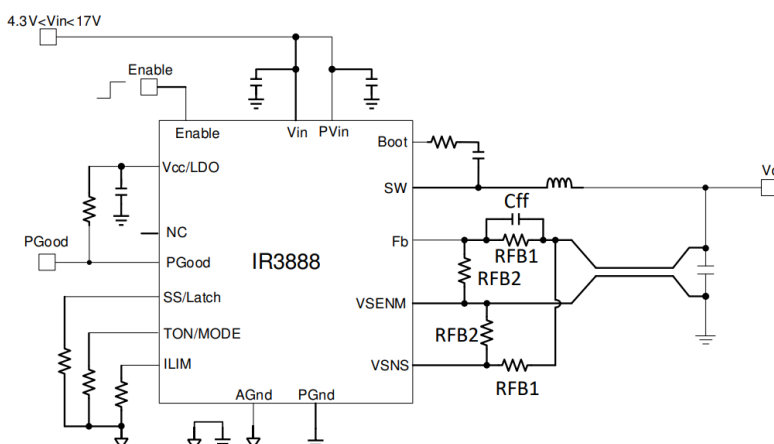 4.3V<Vin<17V
Enable
Enable
Vin
PVin
Boot
Vcc/LDO
SW
Cff
NC
Fb
RFB1
PGood
PGood
IR3888
RFB2
SS/Latch
VSENM
TON/MODE
RFB2
ILIM
VSNS
RFB1
AGnd
PGnd